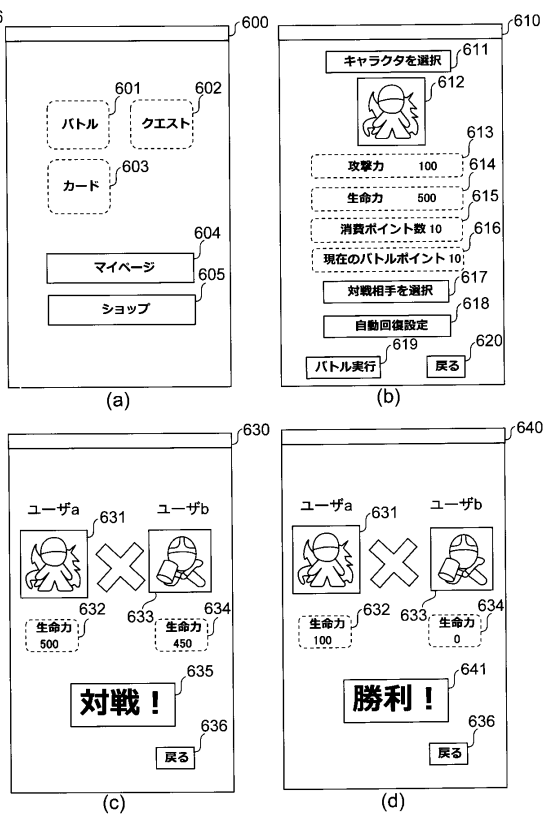 6
600
601
602
バトル
クエスト
603
カード
604
マイページ
605
ショップ
(a)
610
611
キャラクタを選択
612
613
攻撃力 100
614
生命力 500
615
消費ポイント数 10
616
現在のバトルポイント 10
617
対戦相手を選択
618
自動回復設定
619
620
バトル実行
戻る
(b)
630
ユーザa
ユーザb
631
632
633
634
生命力
500
生命力
450
635
対戦!
636
戻る
(c)
640
ユーザa
ユーザb
631
632
633
634
生命力
100
生命力
0
641
勝利!
636
戻る
(d)